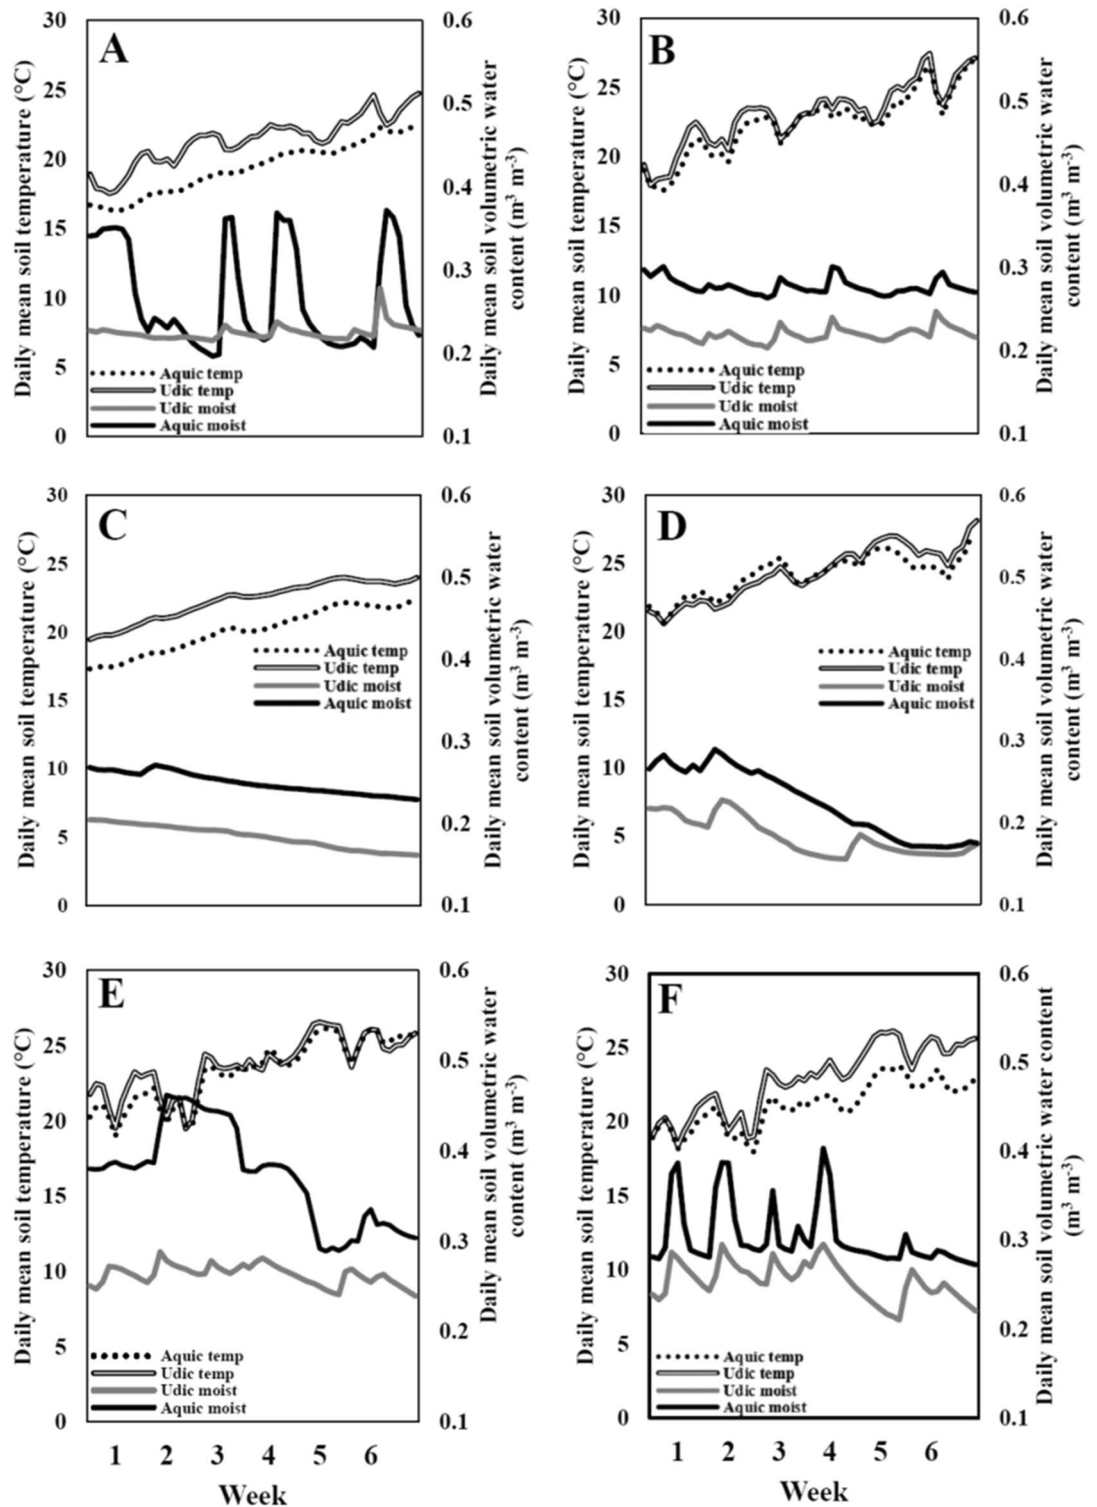 A
Daily mean soil temperature (°C)
30
25
20
15
10
5
0
Aquic temp
Udic temp
Udic moist
Aquic moist
0.6
0.5
0.4
0.3
0.2
0.1
Daily mean soil volumetric water
content (m³ m⁻³)
B
Daily mean soil temperature (°C)
30
25
20
15
10
5
0
Aquic temp
Udic temp
Udic moist
Aquic moist
0.6
0.5
0.4
0.3
0.2
0.1
Daily mean soil volumetric water
content (m³ m⁻³)
C
Daily mean soil temperature (°C)
30
25
20
15
10
5
0
Aquic temp
Udic temp
Udic moist
Aquic moist
0.6
0.5
0.4
0.3
0.2
0.1
Daily mean soil volumetric water
content (m³ m⁻³)
D
Daily mean soil temperature (°C)
30
25
20
15
10
5
0
Aquic temp
Udic temp
Udic moist
Aquic moist
0.6
0.5
0.4
0.3
0.2
0.1
Daily mean soil volumetric water
content (m³ m⁻³)
E
Daily mean soil temperature (°C)
30
25
20
15
10
5
0
Aquic temp
Udic temp
Udic moist
Aquic moist
0.6
0.5
0.4
0.3
0.2
0.1
Daily mean soil volumetric water
content (m³ m⁻³)
1 2 3 4 5 6
Week
F
Daily mean soil temperature (°C)
30
25
20
15
10
5
0
Aquic temp
Udic temp
Udic moist
Aquic moist
0.6
0.5
0.4
0.3
0.2
0.1
Daily mean soil volumetric water content
(m³ m⁻³)
1 2 3 4 5 6
Week